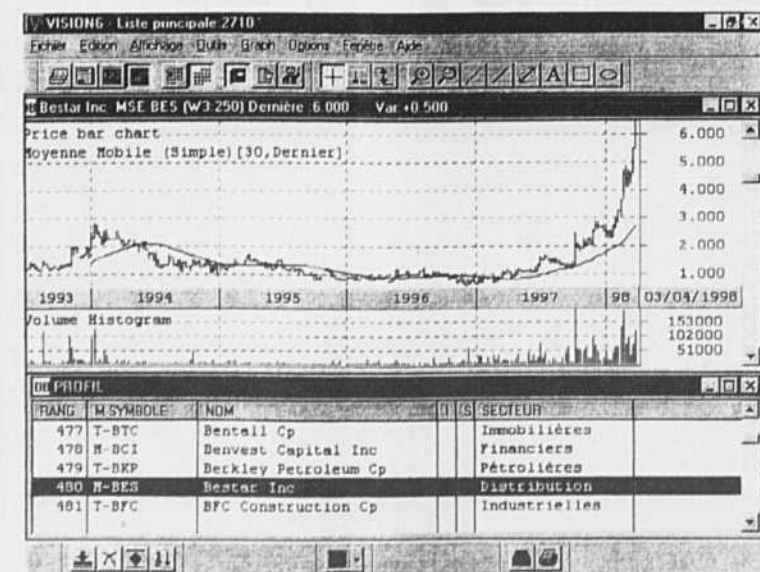 VISION6 - Liste principale 2710
Fichier Edition Affichage Outils Graph Options Fenêtre Aide
A
Bestar Inc MSE BES (W3:250) Dernière :6.000 Var +0.500
Price bar chart
Moyenne Mobile (Simple) [30,Dernier]
6.000
5.000
4.000
3.000
2.000
1.000
1993 1994 1995 1996 1997 98 03/04/1998
Volume Histogram
153000
102000
51000
PROFIL
RANG M-SYMBOLE NOM I S SECTEUR
477 T-BTC Bentall Cp Immobilières
478 M-BCI Benvest Capital Inc Financiers
479 T-BKP Berkley Petroleum Cp Pétrolières
480 M-BES Bestar Inc Distribution
481 T-BFC BFC Construction Cp Industrielles